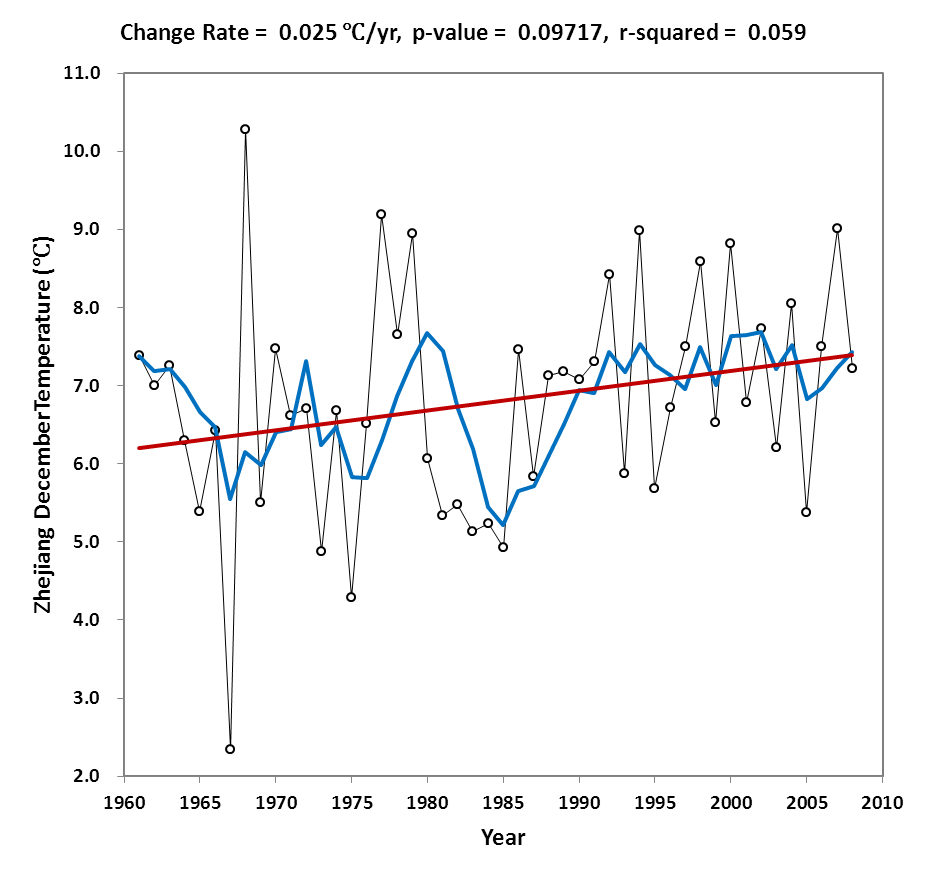 Change Rate = 0.025 ℃/yr, p-value = 0.09717, r-squared = 0.059
11.0
10.0
9.0
8.0
7.0
6.0
5.0
4.0
3.0
2.0
Zhejiang DecemberTemperature (℃)
1960 1965 1970 1975 1980 1985 1990 1995 2000 2005 2010
Year